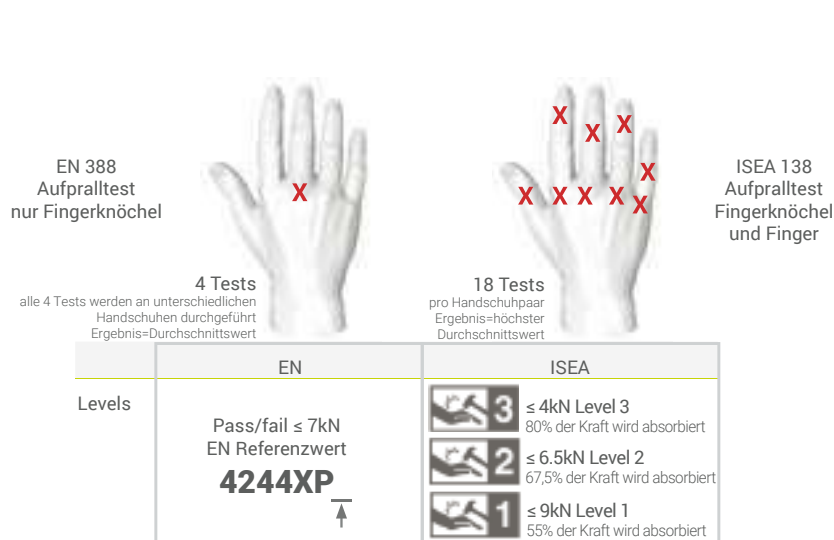 EN 388
Aufpralltest
nur Fingerknöchel
X
4 Tests
alle 4 Tests werden an unterschiedlichen
Handschuhen durchgeführt
Ergebnis=Durchschnittswert
X
X
X
X
X
X
X
X
X
ISEA 138
Aufpralltest
Fingerknöchel
und Finger
18 Tests
pro Handschuhpaar
Ergebnis=höchster
Durchschnittswert
EN
ISEA
Levels
Pass/fail ≤ 7kN
EN Referenzwert
4244XP
3
≤ 4kN Level 3
80% der Kraft wird absorbiert
2
≤ 6.5kN Level 2
67,5% der Kraft wird absorbiert
1
≤ 9kN Level 1
55% der Kraft wird absorbiert